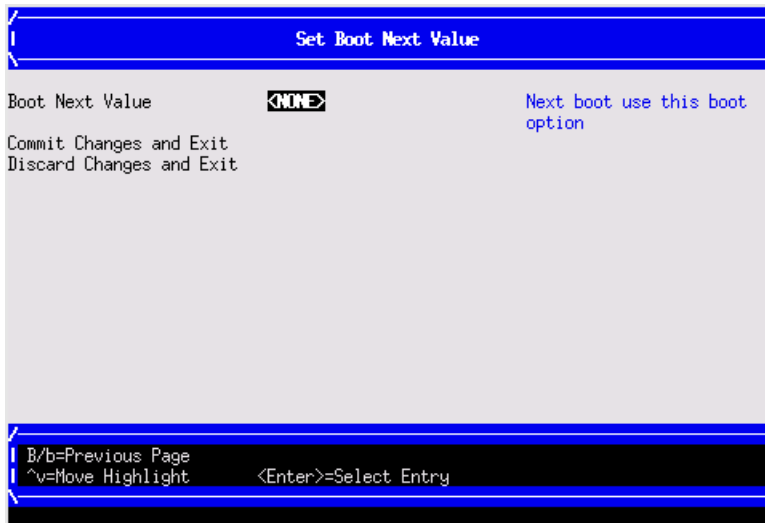 Set Boot Next Value
Boot Next Value <NONE> Next boot use this boot
option
Commit Changes and Exit
Discard Changes and Exit
B/b=Previous Page
^v=Move Highlight <Enter>=Select Entry